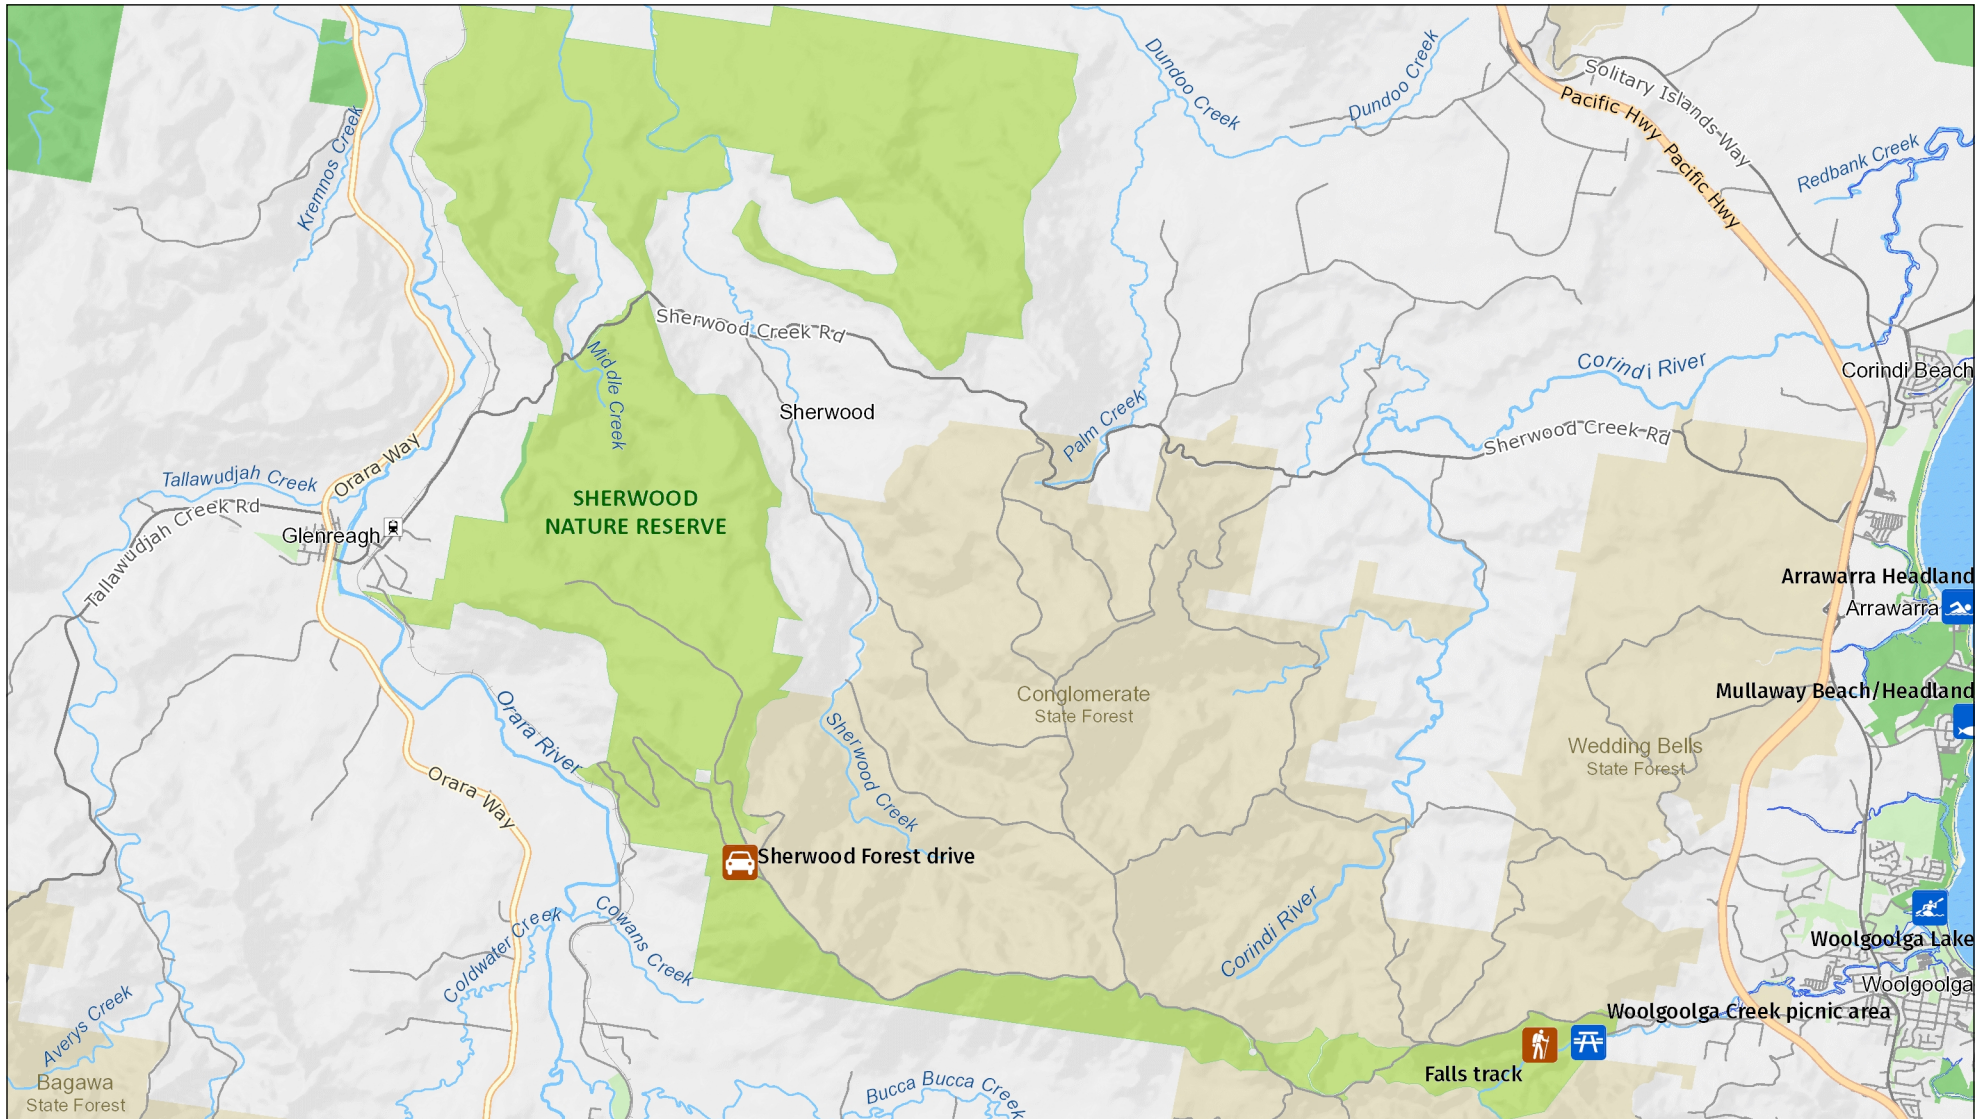 Dundoo Creek
Dundoo Creek
Solitary Islands Way
Pacific Hwy
Pacific Hwy
Redbank Creek
Kremnos Creek
Sherwood Creek Rd
Middle Creek
Corindi River
Corindi Beach
Sherwood
Palm Creek
Sherwood Creek Rd
Orara Way
Tallawudjah Creek
Tallawudjah Creek Rd
Glenreagh
SHERWOOD
NATURE RESERVE
Arrawarra Headland
Arrawarra
Conglomerate
State Forest
Mullaway Beach/Headland
Orara River
Sherwood Creek
Wedding Bells
State Forest
Orara Way
Sherwood Forest drive
Coldwater Creek
Cowans Creek
Corindi River
Woolgoolga Lake
Woolgoolga
Woolgoolga Creek picnic area
Averys Creek
Falls track
Bagawa
State Forest
Bucca Bucca Creek